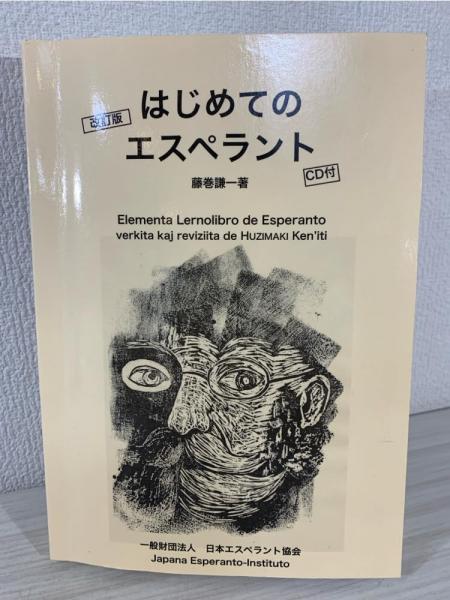 改訂版
はじめての
エスペラント
CD付
藤巻謙一著
Elementa Lernolibro de Esperanto
verkita kaj reviziita de HUZIMAKI Ken'iti
一般財団法人　日本エスペラント協会
Japana Esperanto-Instituto